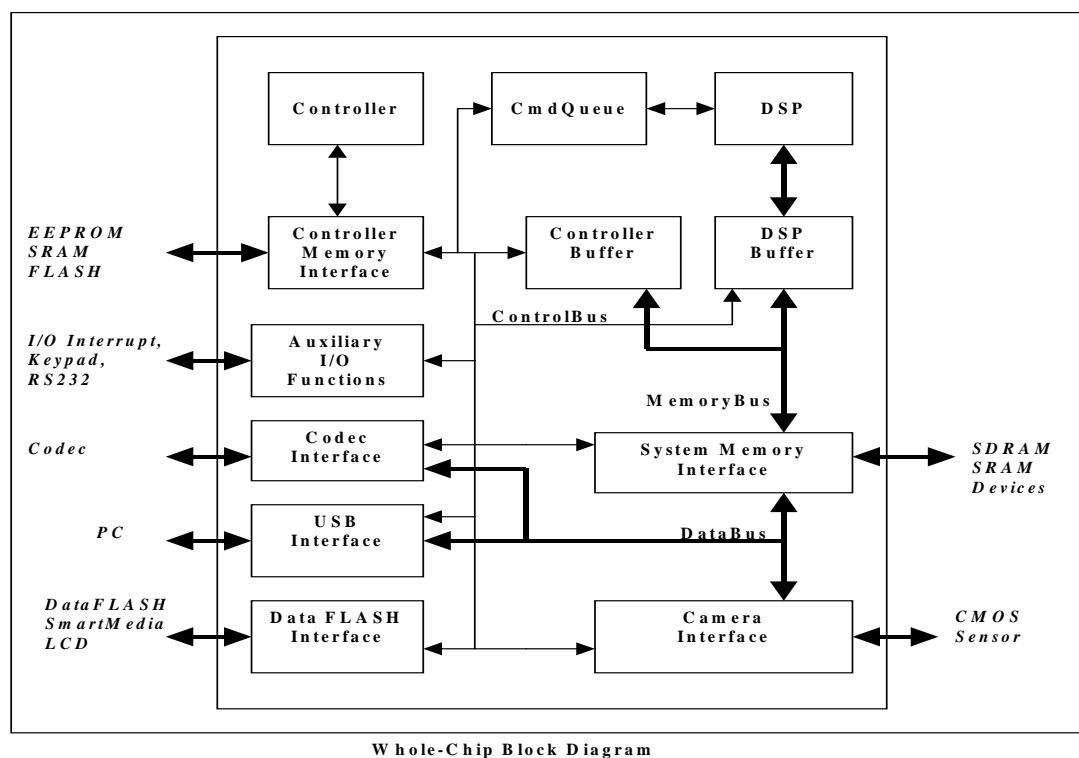 Controller
CmdQueue
DSP
EEPROM
SRAM
FLASH
Controller
Memory
Interface
Controller
Buffer
DSP
Buffer
ControlBus
I/O Interrupt,
Keypad,
RS232
Auxiliary
I/O
Functions
MemoryBus
Codec
Codec
Interface
System Memory
Interface
SDRAM
SRAM
Devices
PC
USB
Interface
DataBus
DataFLASH
SmartMedia
LCD
Data FLASH
Interface
Camera
Interface
CMOS
Sensor
Whole-Chip Block Diagram